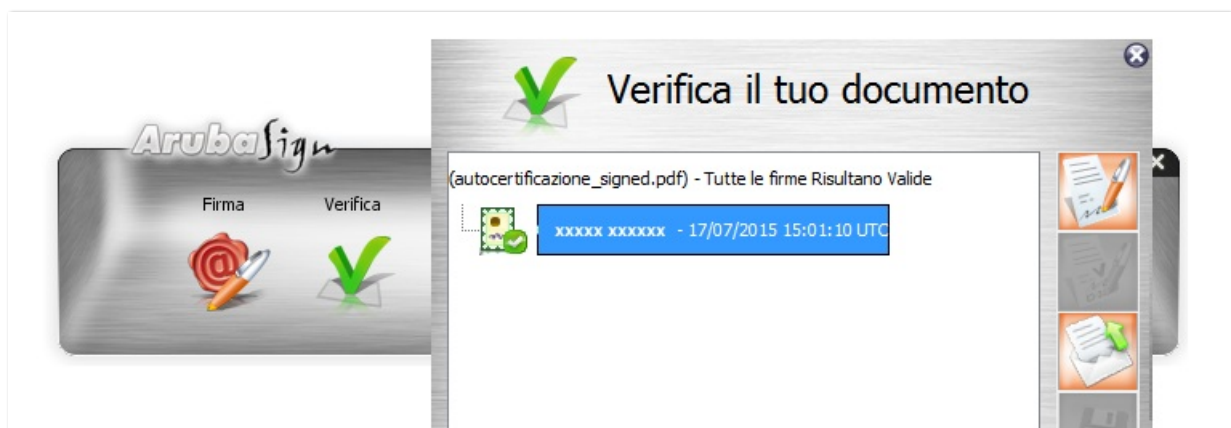 Verifica il tuo documento
ArubaSign
Firma Verifica
(autocertificazione_signed.pdf) - Tutte le firme Risultano Valide
xxxxx xxxxxx - 17/07/2015 15:01:10 UTC